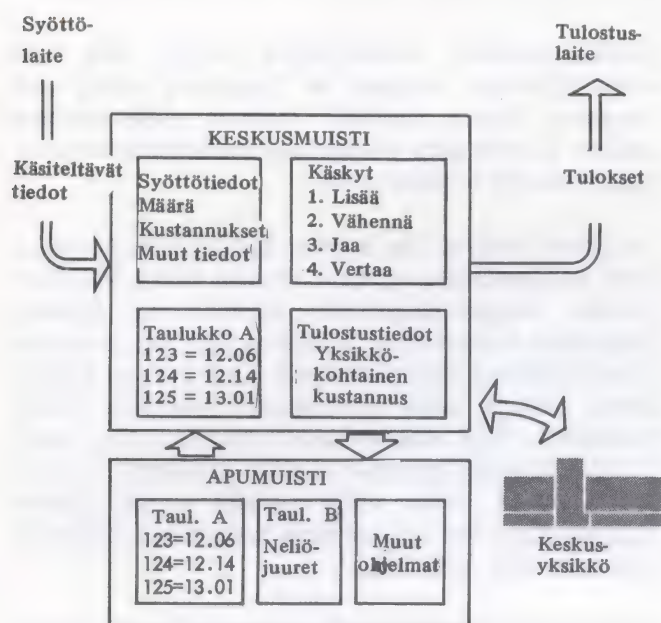 Syöttö-
laite
Tulostus-
laite
KESKUSMUISTI
Käsiteltävät
tiedot
Syöttötiedot
Määrä
Kustannukset
Muut tiedot
Käskyt
1. Lisää
2. Vähennä
3. Jaa
4. Vertaa
Tulokset
Taulukko A
123 = 12.06
124 = 12.14
125 = 13.01
Tulostustiedot
Yksikkö-
kohtainen
kustannus
APUMUISTI
Taul. A
123=12.06
124=12.14
125=13.01
Taul. B
Neliö-
juuret
Muut
ohjelmat
Keskus-
yksikkö